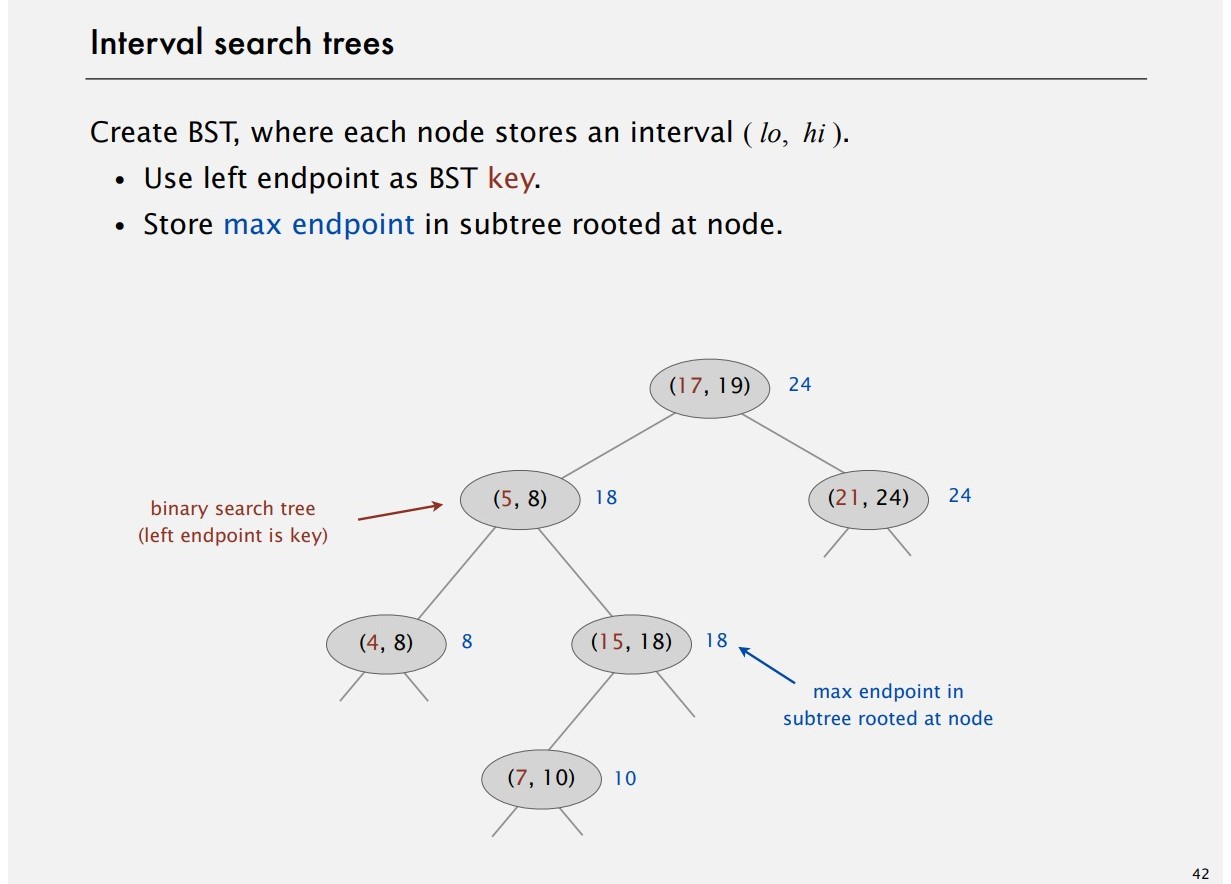 Interval search trees
Create BST, where each node stores an interval ( lo, hi ).
• Use left endpoint as BST key.
• Store max endpoint in subtree rooted at node.
(17, 19) 24
(5, 8) 18
(21, 24) 24
binary search tree
(left endpoint is key)
(4, 8) 8
(15, 18) 18
max endpoint in
subtree rooted at node
(7, 10) 10
42